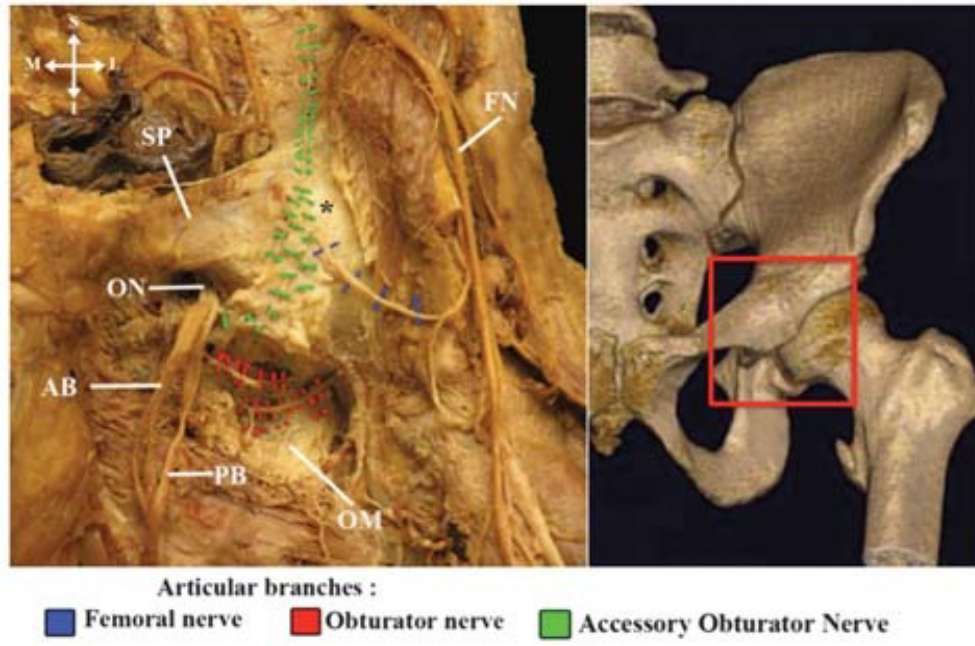 S
M L
I
FN
SP
*
ON
AB
PB
OM
Articular branches :
Femoral nerve
Obturator nerve
Accessory Obturator Nerve